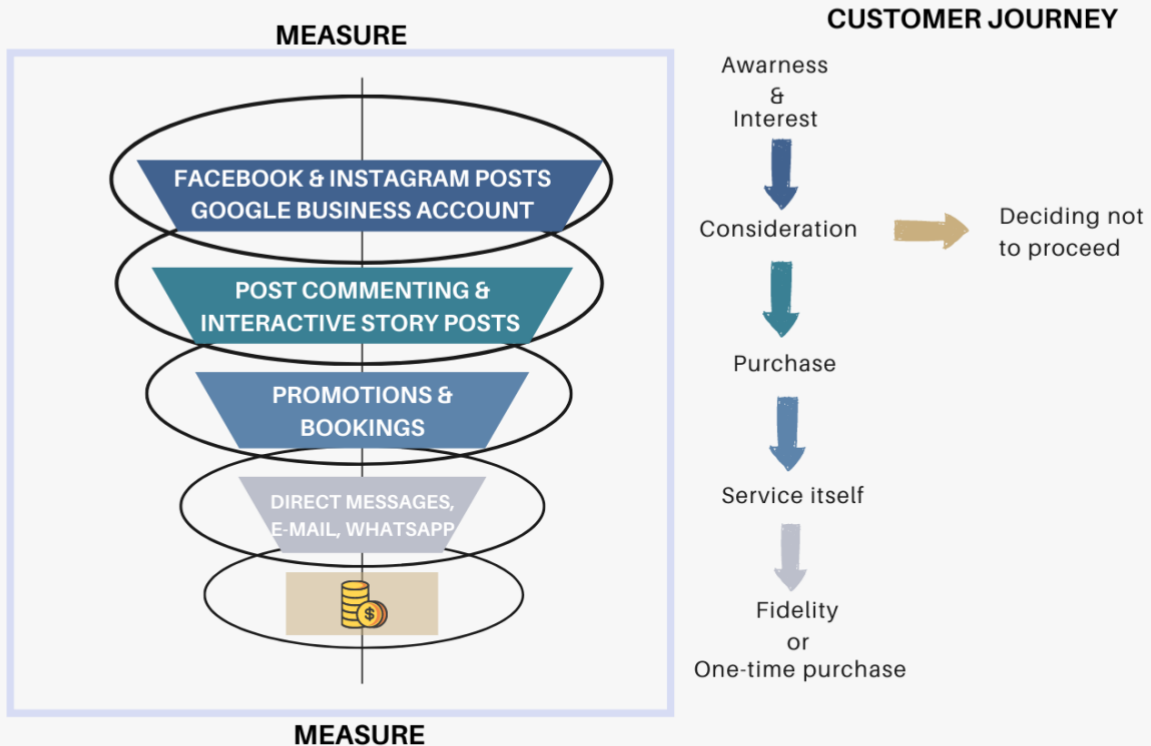 MEASURE
FACEBOOK & INSTAGRAM POSTS
GOOGLE BUSINESS ACCOUNT
POST COMMENTING &
INTERACTIVE STORY POSTS
PROMOTIONS &
BOOKINGS
DIRECT MESSAGES,
E-MAIL, WHATSAPP
$
MEASURE
CUSTOMER JOURNEY
Awarness
&
Interest
Consideration
Deciding not
to proceed
Purchase
Service itself
Fidelity
or
One-time purchase